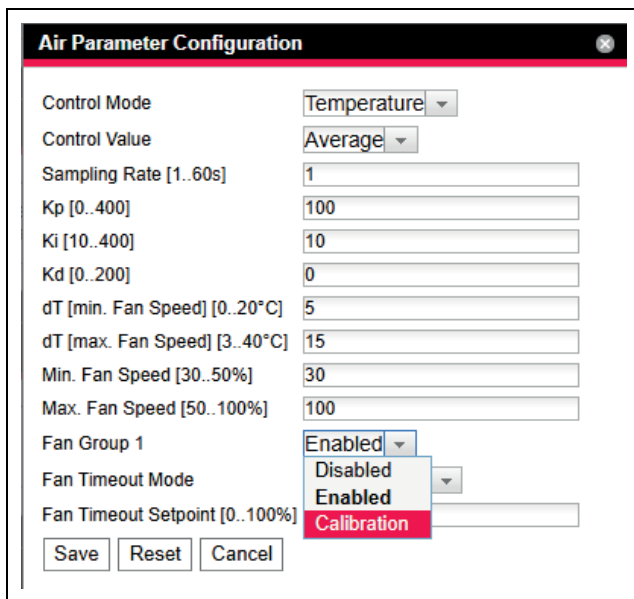 Air Parameter Configuration
Control Mode Temperature
Control Value Average
Sampling Rate [1..60s] 1
Kp [0..400] 100
Ki [10..400] 10
Kd [0..200] 0
dT [min. Fan Speed] [0..20°C] 5
dT [max. Fan Speed] [3..40°C] 15
Min. Fan Speed [30..50%] 30
Max. Fan Speed [50..100%] 100
Fan Group 1 Enabled
Disabled
Fan Timeout Mode
Enabled
Fan Timeout Setpoint [0..100%]
Calibration
Save Reset Cancel